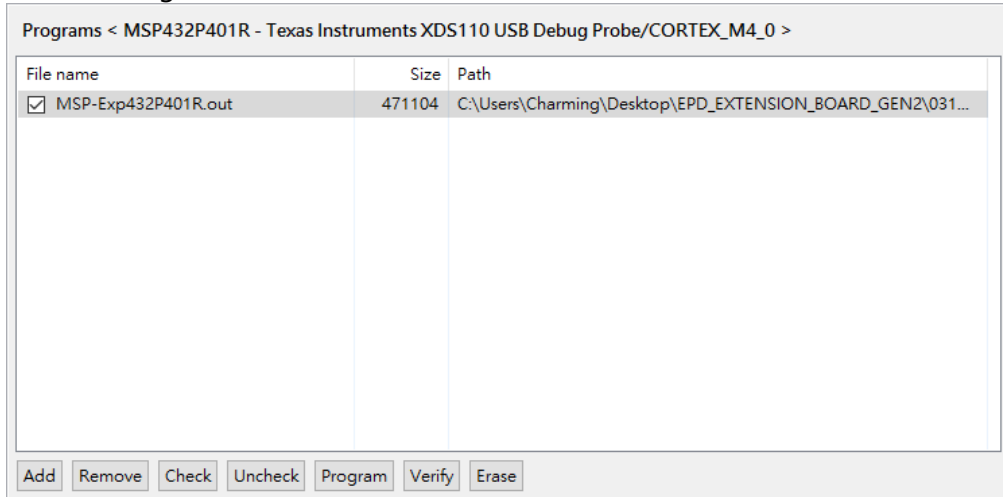 Programs < MSP432P401R - Texas Instruments XDS110 USB Debug Probe/CORTEX_M4_0 >
File name Size Path
MSP-Exp432P401R.out 471104 C:\Users\Charming\Desktop\EPD_EXTENSION_BOARD_GEN2\031...
Add Remove Check Uncheck Program Verify Erase